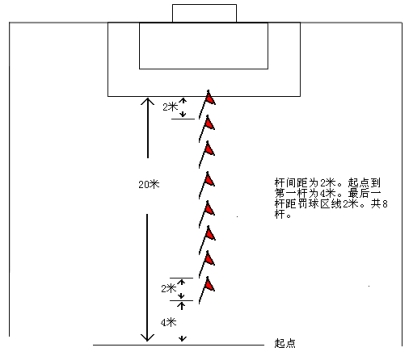 2米
20米
杆间距为2米。起点到
第一杆为4米。最后一
杆距罚球区线2米。共8
杆。
2米
4米
起点